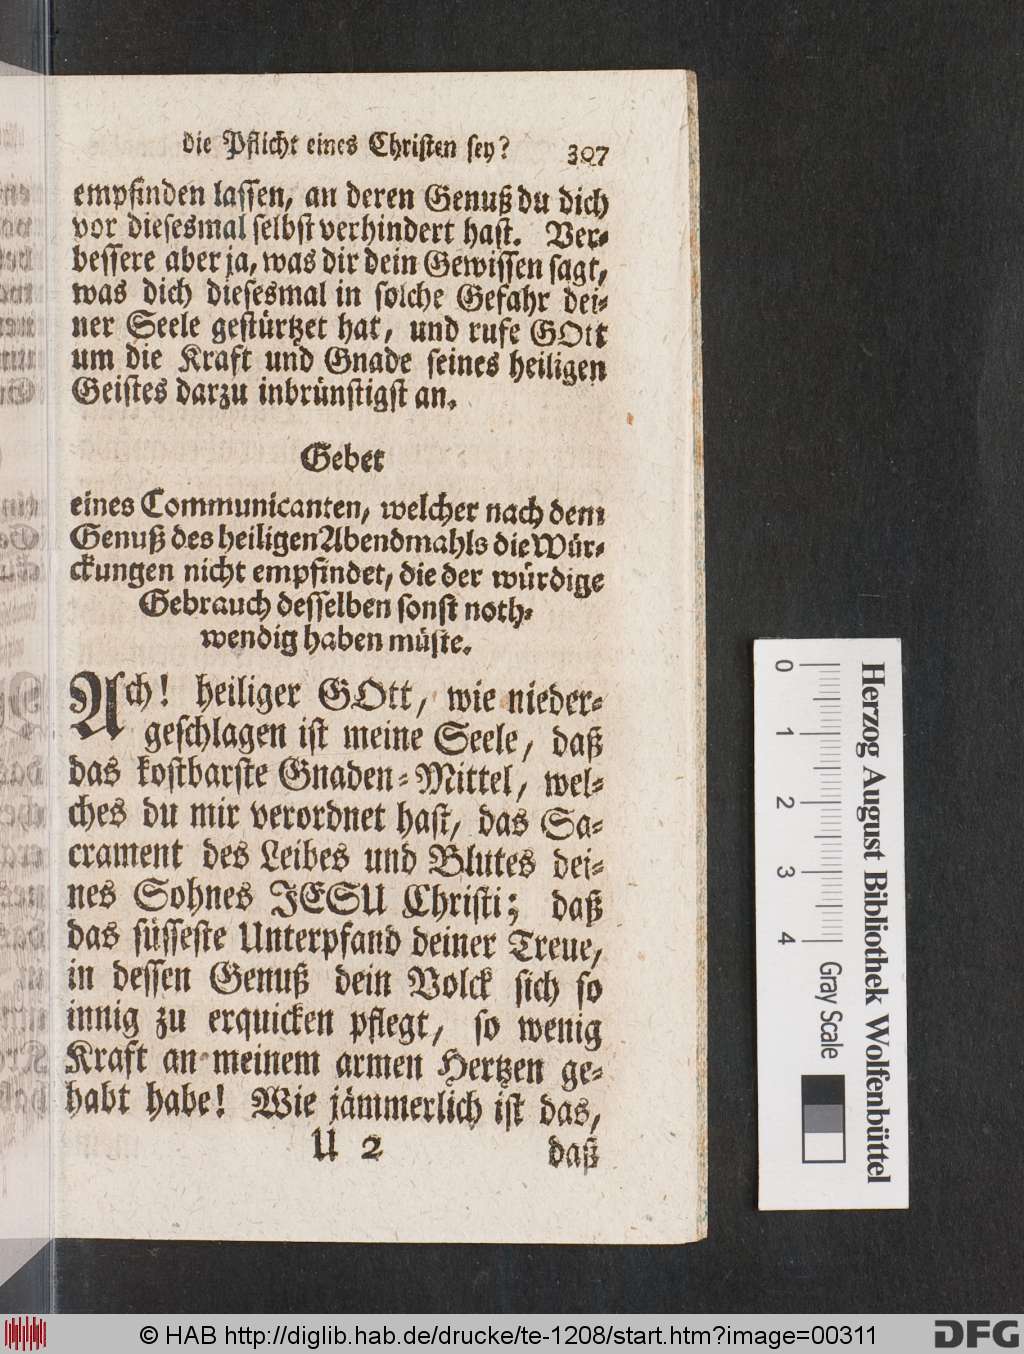 die Pflicht eines Christen sey? 307
empfinden lassen, an deren Genuß du dich
vor diesesmal selbst verhindert hast. Ver-
bessere aber ja, was dir dein Gewissen sagt,
was dich diesesmal in solche Gefahr dei-
ner Seele gestürtzet hat, und rufe GOtt
um die Kraft und Gnade seines heiligen
Geistes darzu inbrünstigst an.
Gebet
eines Communicanten, welcher nach dem
Genuß des heiligen Abendmahls die Wür-
ckungen nicht empfindet, die der würdige
Gebrauch desselben sonst noth-
wendig haben müste.
Ach! heiliger GOtt, wie nieder-
geschlagen ist meine Seele, daß
das kostbarste Gnaden-Mittel, wel-
ches du mir verordnet hast, das Sa-
crament des Leibes und Blutes dei-
nes Sohnes JESU Christi; daß
das süsseste Unterpfand deiner Treue,
in dessen Genuß dein Volck sich so
innig zu erquicken pflegt, so wenig
Kraft an meinem armen Hertzen ge-
habt habe! Wie jämmerlich ist das,
U 2 daß
0 1 2 3 4 Gray Scale
Herzog August Bibliothek Wolfenbüttel
© HAB http://diglib.hab.de/drucke/te-1208/start.htm?image=00311
DFG